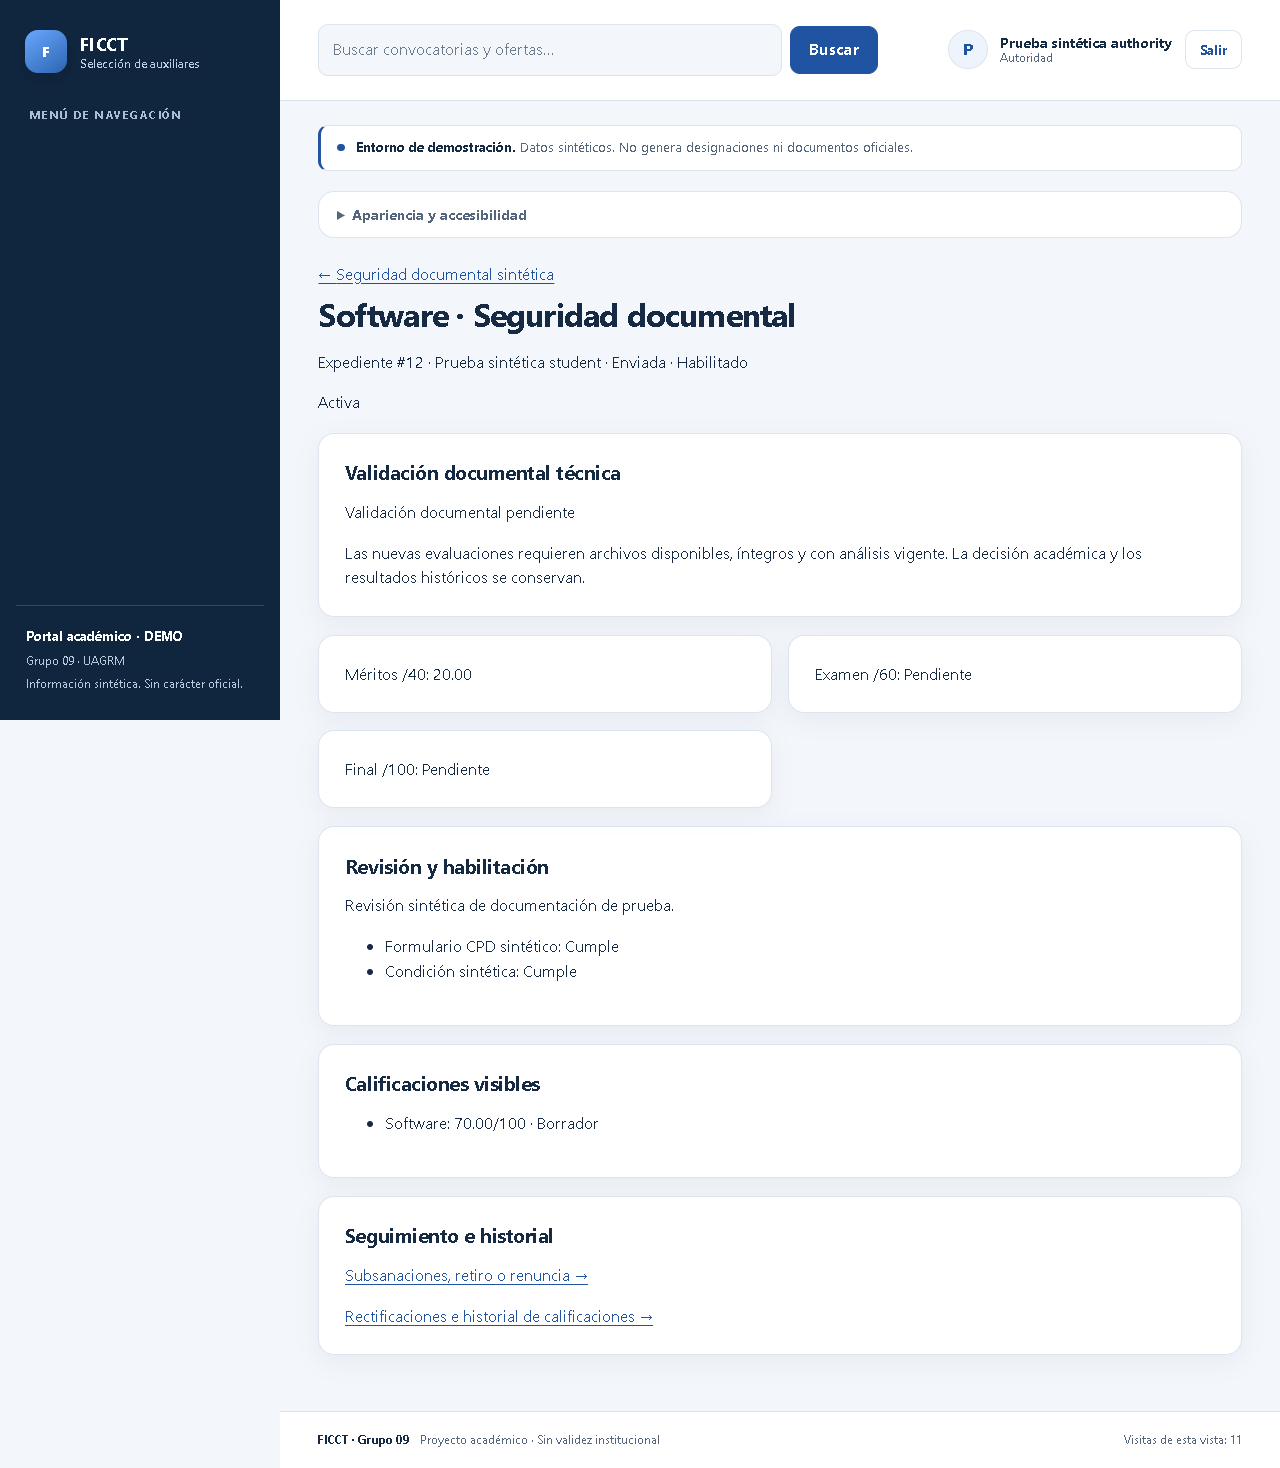 F
FICCT
Selección de auxiliares
MENÚ DE NAVEGACIÓN
Portal académico · DEMO
Grupo 09 · UAGRM
Información sintética. Sin carácter oficial.
Buscar convocatorias y ofertas...
Buscar
P
Prueba sintética authority
Autoridad
Salir
Entorno de demostración. Datos sintéticos. No genera designaciones ni documentos oficiales.
▶ Apariencia y accesibilidad
← Seguridad documental sintética
Software · Seguridad documental
Expediente #12 · Prueba sintética student · Enviada · Habilitado
Activa
Validación documental técnica
Validación documental pendiente
Las nuevas evaluaciones requieren archivos disponibles, íntegros y con análisis vigente. La decisión académica y los
resultados históricos se conservan.
Méritos /40: 20.00
Examen /60: Pendiente
Final /100: Pendiente
Revisión y habilitación
Revisión sintética de documentación de prueba.
• Formulario CPD sintético: Cumple
• Condición sintética: Cumple
Calificaciones visibles
• Software: 70.00/100 · Borrador
Seguimiento e historial
Subsanaciones, retiro o renuncia →
Rectificaciones e historial de calificaciones →
FICCT · Grupo 09 Proyecto académico · Sin validez institucional
Visitas de esta vista: 11